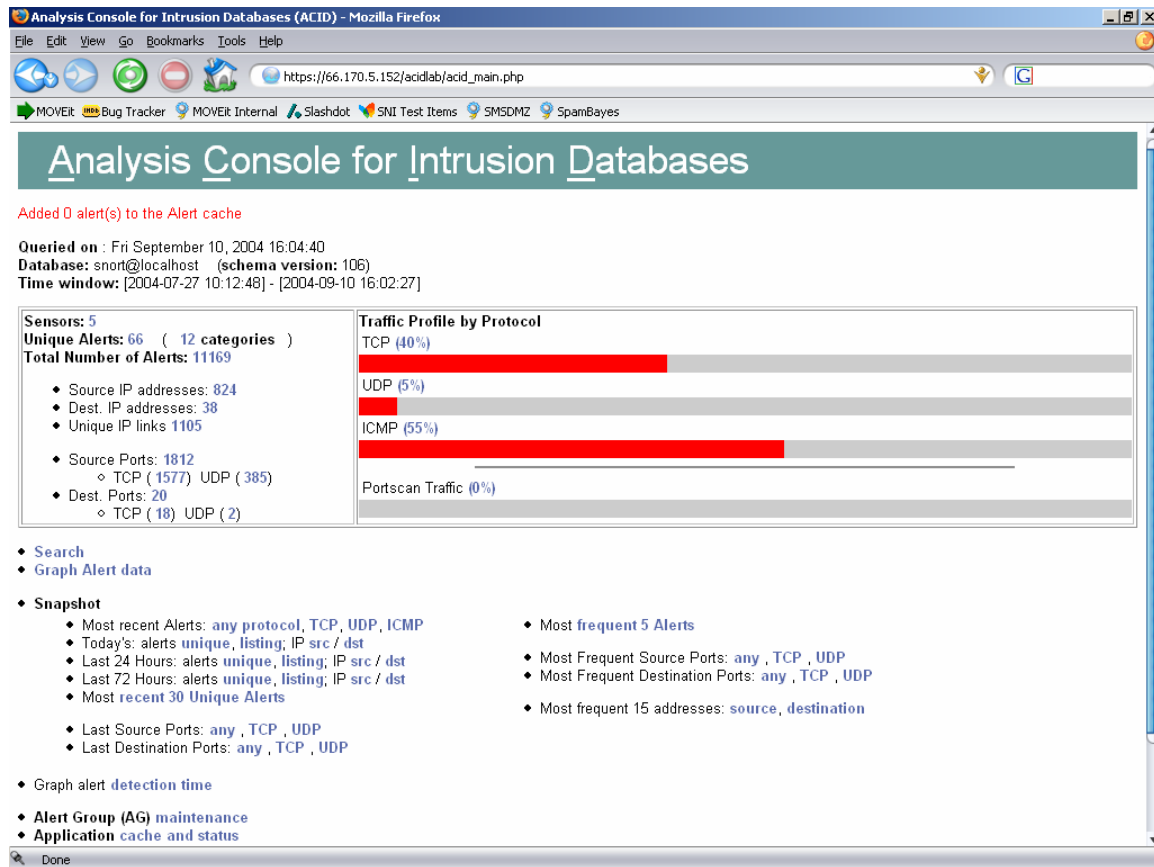 Analysis Console for Intrusion Databases (ACID) - Mozilla Firefox
File Edit View Go Bookmarks Tools Help
https://66.170.5.152/acidlab/acid_main.php
G
MOVEit Bug Tracker MOVEit Internal Slashdot SNI Test Items SMSDMZ SpamBayes
Analysis Console for Intrusion Databases
Added 0 alert(s) to the Alert cache
Queried on : Fri September 10, 2004 16:04:40
Database: snort@localhost (schema version: 106)
Time window: [2004-07-27 10:12:48] - [2004-09-10 16:02:27]
Sensors: 5
Unique Alerts: 66 ( 12 categories )
Total Number of Alerts: 11169
Source IP addresses: 824
Dest. IP addresses: 38
Unique IP links 1105
Source Ports: 1812
TCP ( 1577) UDP ( 385)
Dest. Ports: 20
TCP ( 18) UDP ( 2)
Traffic Profile by Protocol
TCP (40%)
UDP (5%)
ICMP (55%)
Portscan Traffic (0%)
Search
Graph Alert data
Snapshot
Most recent Alerts: any protocol, TCP, UDP, ICMP
Today's: alerts unique, listing; IP src / dst
Last 24 Hours: alerts unique, listing; IP src / dst
Last 72 Hours: alerts unique, listing; IP src / dst
Most recent 30 Unique Alerts
Last Source Ports: any , TCP , UDP
Last Destination Ports: any , TCP , UDP
Most frequent 5 Alerts
Most Frequent Source Ports: any , TCP , UDP
Most Frequent Destination Ports: any , TCP , UDP
Most frequent 15 addresses: source, destination
Graph alert detection time
Alert Group (AG) maintenance
Application cache and status
Done